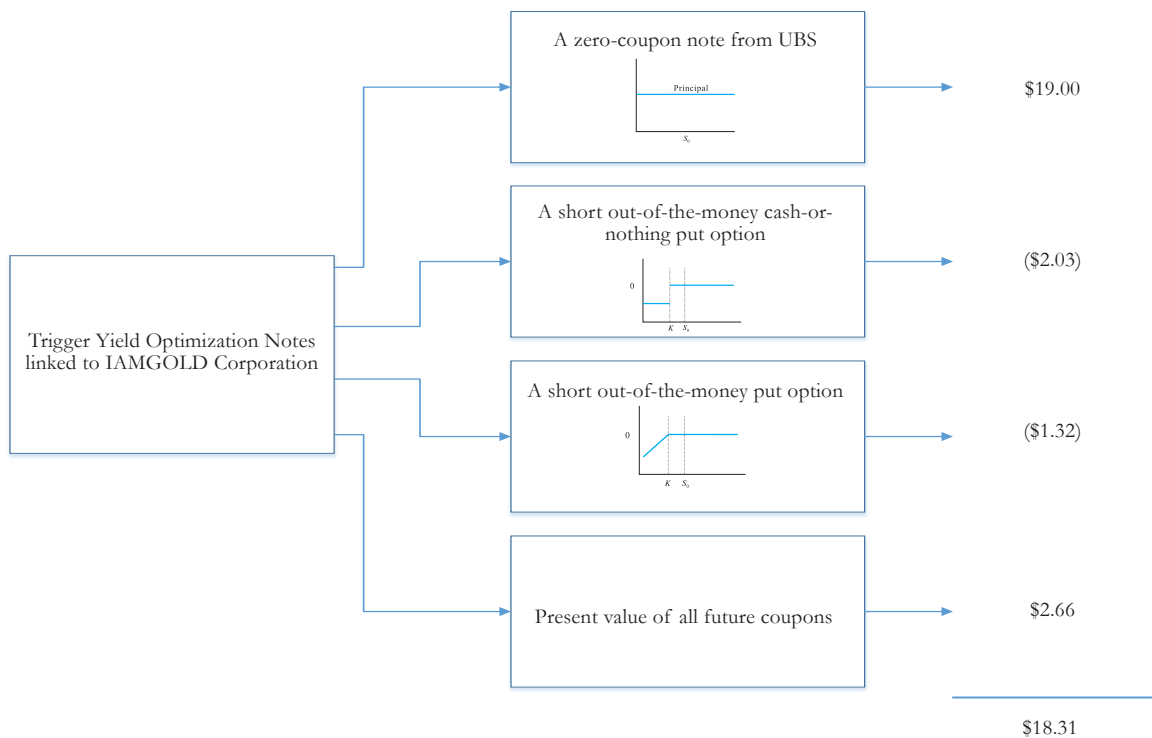 A zero-coupon note from UBS
Principal
S₀
$19.00
A short out-of-the-money cash-or-
nothing put option
0
K
S₀
($2.03)
Trigger Yield Optimization Notes
linked to IAMGOLD Corporation
A short out-of-the-money put option
0
K
S₀
($1.32)
Present value of all future coupons
$2.66
$18.31